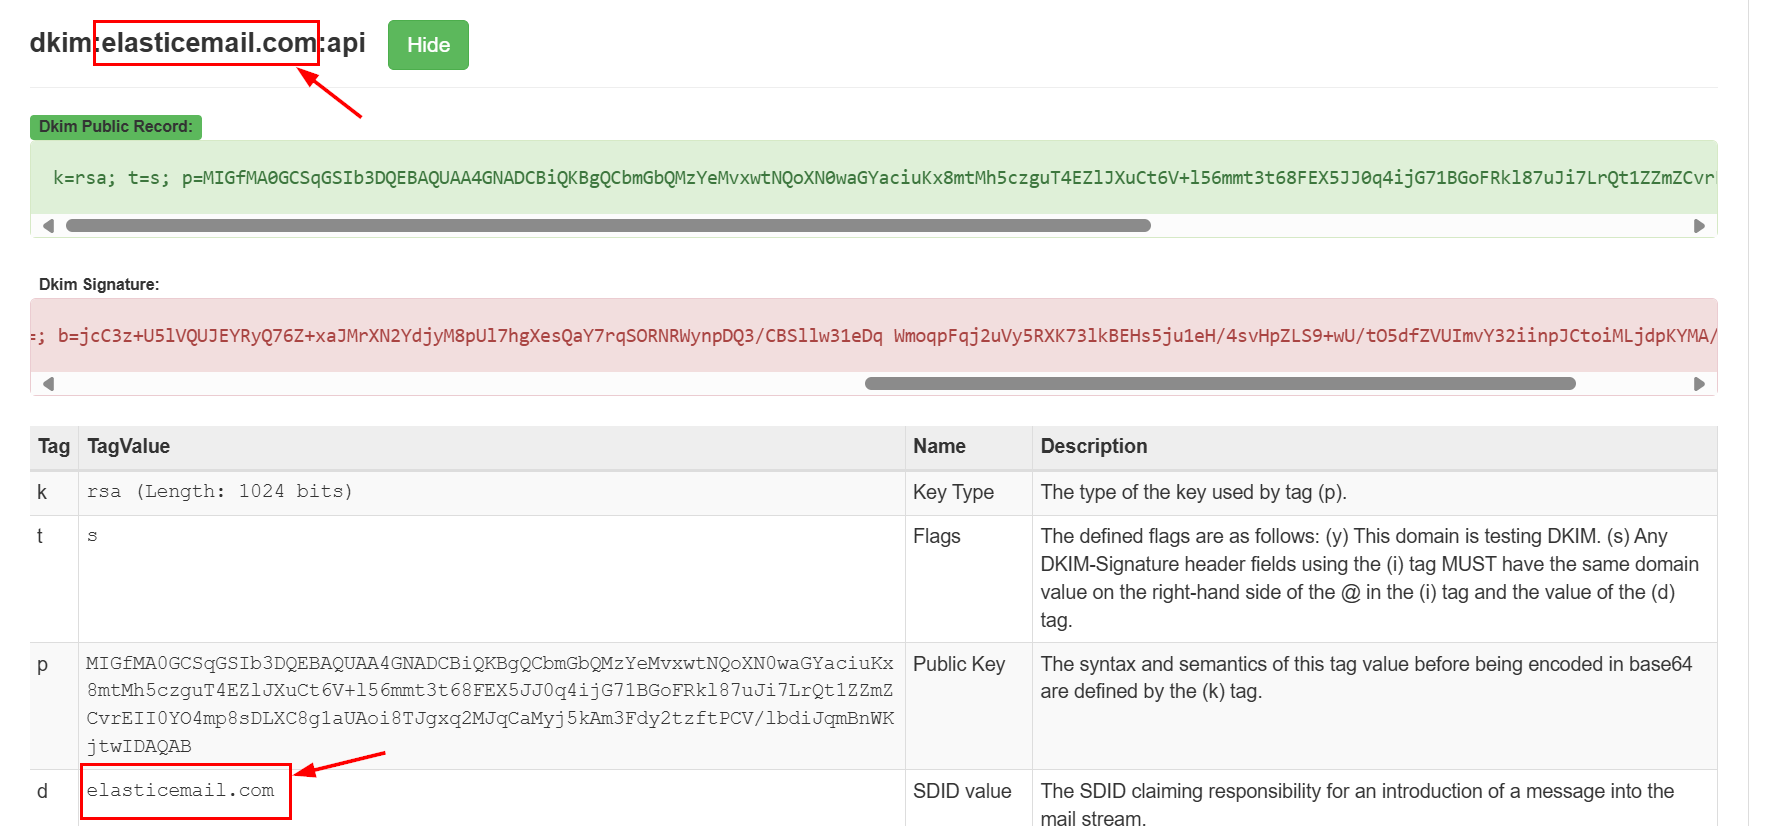 dkim:elasticemail.com:api Hide
Dkim Public Record:
k=rsa; t=s; p=MIGfMA0GCSqGSIb3DQEBAQUAA4GNADCBiQKBgQCbmGbQMzYeMvxwtNQoXN0waGYaciuKx8mtMh5czguT4EZlJXuCt6V+l56mmt3t68FEX5JJ0q4ijG71BGoFRkl87uJi7LrQt1ZZmZCvr
Dkim Signature:
=; b=jcC3z+U5lVQUJEYRyQ76Z+xaJMrXN2YdjyM8pUl7hgXesQaY7rqSORNRWynpDQ3/CBSllw31eDq WmoqpFqj2uVy5RXK73lkBEHs5ju1eH/4svHpZLS9+wU/tO5dfZVUImvY32iinpJCtoiMLjdpKYMA/
Tag TagValue Name Description
k rsa (Length: 1024 bits) Key Type The type of the key used by tag (p).
t s Flags The defined flags are as follows: (y) This domain is testing DKIM. (s) Any
DKIM-Signature header fields using the (i) tag MUST have the same domain
value on the right-hand side of the @ in the (i) tag and the value of the (d)
tag.
p MIGfMA0GCSqGSIb3DQEBAQUAA4GNADCBiQKBgQCbmGbQMzYeMvxwtNQoXN0waGYaciuKx Public Key The syntax and semantics of this tag value before being encoded in base64
8mtMh5czguT4EZlJXuCt6V+l56mmt3t68FEX5JJ0q4ijG71BGoFRkl87uJi7LrQt1ZZmZ are defined by the (k) tag.
CvrEII0YO4mp8sDLXC8g1aUAoi8TJgxq2MJqCaMyj5kAm3Fdy2tzftPCV/lbdiJqmBnWK
jtwIDAQAB
d elasticemail.com SDID value The SDID claiming responsibility for an introduction of a message into the
mail stream.